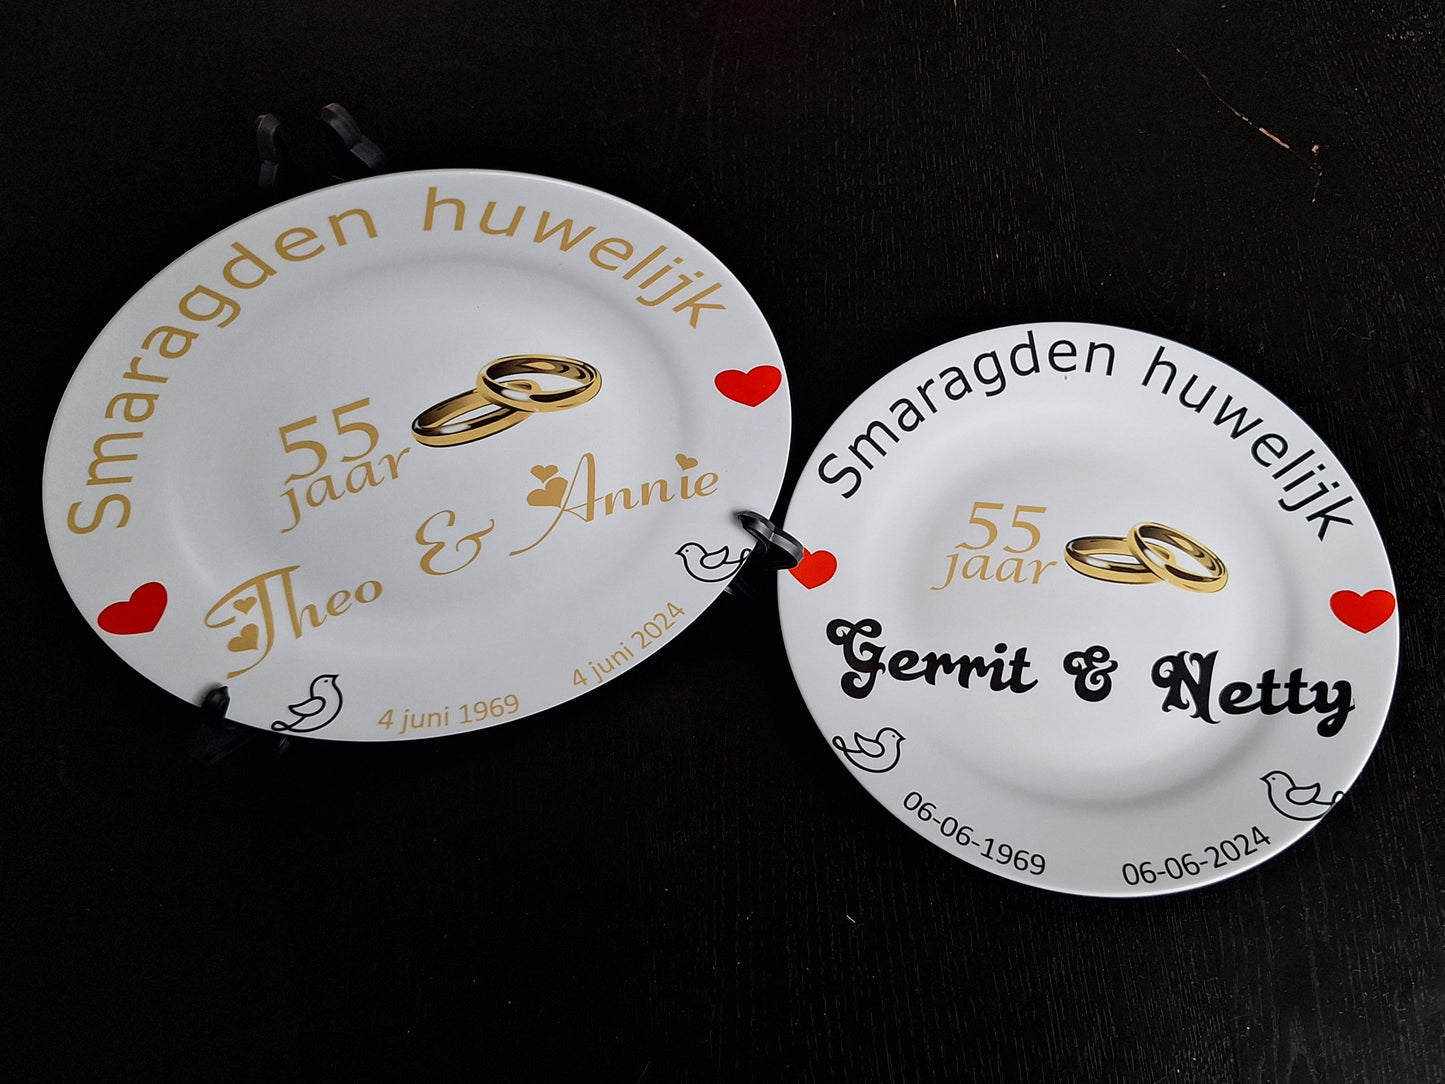 Smaragden huwelijk
55
jaar
Theo & Annie
4 juni 1969
4 juni 2024
Smaragden huwelijk
55
jaar
Gerrit & Netty
06-06-1969
06-06-2024